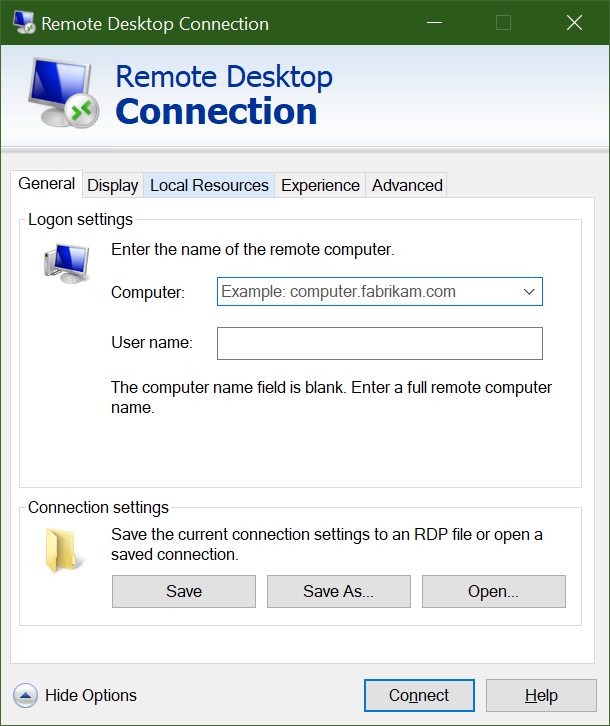 Remote Desktop Connection
Remote Desktop
Connection
General Display Local Resources Experience Advanced
Logon settings
Enter the name of the remote computer.
Computer: Example: computer.fabrikam.com
User name:
The computer name field is blank. Enter a full remote computer
name.
Connection settings
Save the current connection settings to an RDP file or open a
saved connection.
Save Save As... Open...
Hide Options Connect Help